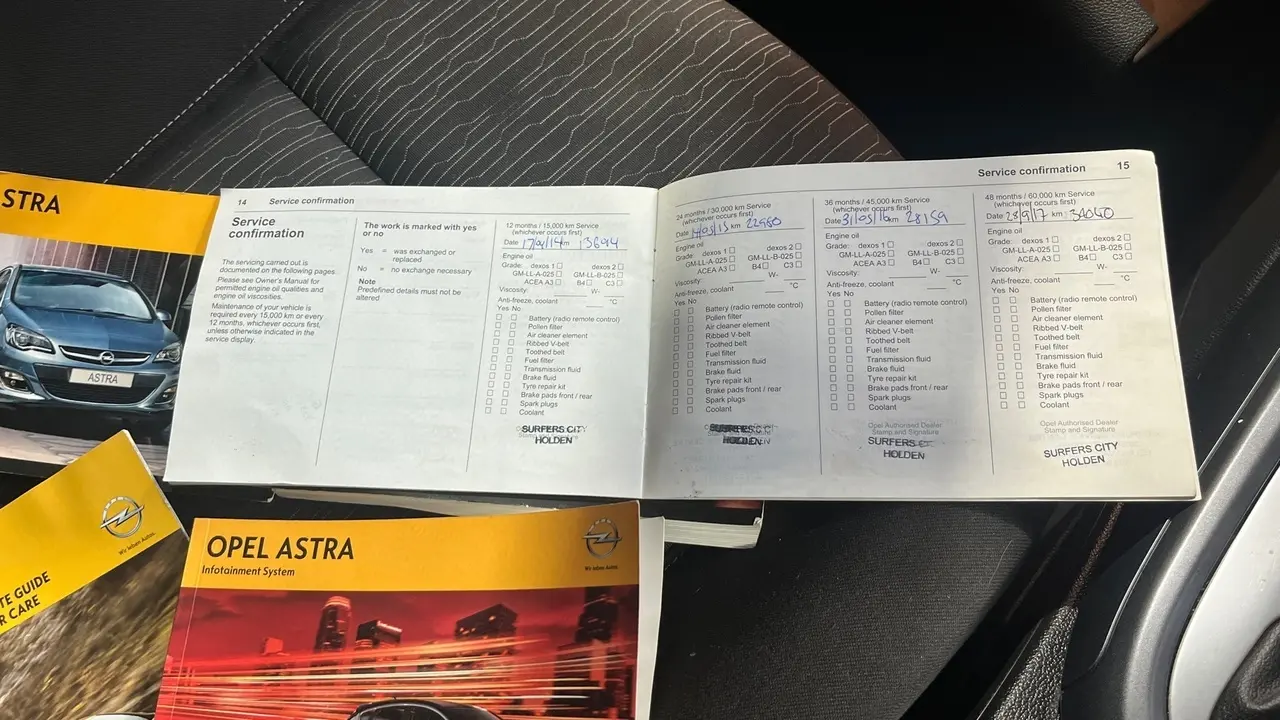 STRA
ASTRA
14 Service confirmation
Service
confirmation
The servicing carried out is
documented on the following pages.
Please see Owner's Manual for
permitted engine oil qualities and
engine oil viscosities.
Maintenance of your vehicle is
required every 15,000 km or every
12 months, whichever occurs first,
unless otherwise indicated in the
service display.
The work is marked with yes
or no
Yes = was exchanged or
replaced
No = no exchange necessary
Note
Predefined details must not be
altered
12 months / 15,000 km Service
(whichever occurs first)
Date 17/9/14 km 13694
Engine oil
Grade: dexos 1 ☐ dexos 2 ☐
GM-LL-A-025 ☐ GM-LL-B-025 ☐
ACEA A3 ☐ B4 ☐ C3 ☐
Viscosity: W-
Anti-freeze, coolant °C
Yes No
☐ ☐ Battery (radio remote control)
☐ ☐ Pollen filter
☐ ☐ Air cleaner element
☐ ☐ Ribbed V-belt
☐ ☐ Toothed belt
☐ ☐ Fuel filter
☐ ☐ Transmission fluid
☐ ☐ Brake fluid
☐ ☐ Tyre repair kit
☐ ☐ Brake pads front / rear
☐ ☐ Spark plugs
☐ ☐ Coolant
SURFERS CITY
HOLDEN
Service confirmation 15
24 months / 30,000 km Service
(whichever occurs first)
Date km 22980
Engine oil
Grade: dexos 1 ☐ dexos 2 ☐
GM-LL-A-025 ☐ GM-LL-B-025 ☐
ACEA A3 ☐ B4 ☐ C3 ☐
Viscosity: W-
Anti-freeze, coolant °C
Yes No
☐ ☐ Battery (radio remote control)
☐ ☐ Pollen filter
☐ ☐ Air cleaner element
☐ ☐ Ribbed V-belt
☐ ☐ Toothed belt
☐ ☐ Fuel filter
☐ ☐ Transmission fluid
☐ ☐ Brake fluid
☐ ☐ Tyre repair kit
☐ ☐ Brake pads front / rear
☐ ☐ Spark plugs
☐ ☐ Coolant
HOLDEN
36 months / 45,000 km Service
(whichever occurs first)
Date 31/05/16 km 28159
Engine oil
Grade: dexos 1 ☐ dexos 2 ☐
GM-LL-A-025 ☐ GM-LL-B-025 ☐
ACEA A3 ☐ B4 ☐ C3 ☐
Viscosity: W-
Anti-freeze, coolant °C
Yes No
☐ ☐ Battery (radio remote control)
☐ ☐ Pollen filter
☐ ☐ Air cleaner element
☐ ☐ Ribbed V-belt
☐ ☐ Toothed belt
☐ ☐ Fuel filter
☐ ☐ Transmission fluid
☐ ☐ Brake fluid
☐ ☐ Tyre repair kit
☐ ☐ Brake pads front / rear
☐ ☐ Spark plugs
☐ ☐ Coolant
Opel Authorised Dealer
Stamp and Signature
SURFERS
HOLDEN
48 months / 60,000 km Service
(whichever occurs first)
Date 28/9/17 km 34040
Engine oil
Grade: dexos 1 ☐ dexos 2 ☐
GM-LL-A-025 ☐ GM-LL-B-025 ☐
ACEA A3 ☐ B4 ☐ C3 ☐
Viscosity: W-
Anti-freeze, coolant °C
Yes No
☐ ☐ Battery (radio remote control)
☐ ☐ Pollen filter
☐ ☐ Air cleaner element
☐ ☐ Ribbed V-belt
☐ ☐ Toothed belt
☐ ☐ Fuel filter
☐ ☐ Transmission fluid
☐ ☐ Brake fluid
☐ ☐ Tyre repair kit
☐ ☐ Brake pads front / rear
☐ ☐ Spark plugs
☐ ☐ Coolant
Opel Authorised Dealer
Stamp and Signature
SURFERS CITY
HOLDEN
Wir leben Autos.
TE GUIDE
R CARE
OPEL ASTRA
Infotainment System
Wir leben Autos.